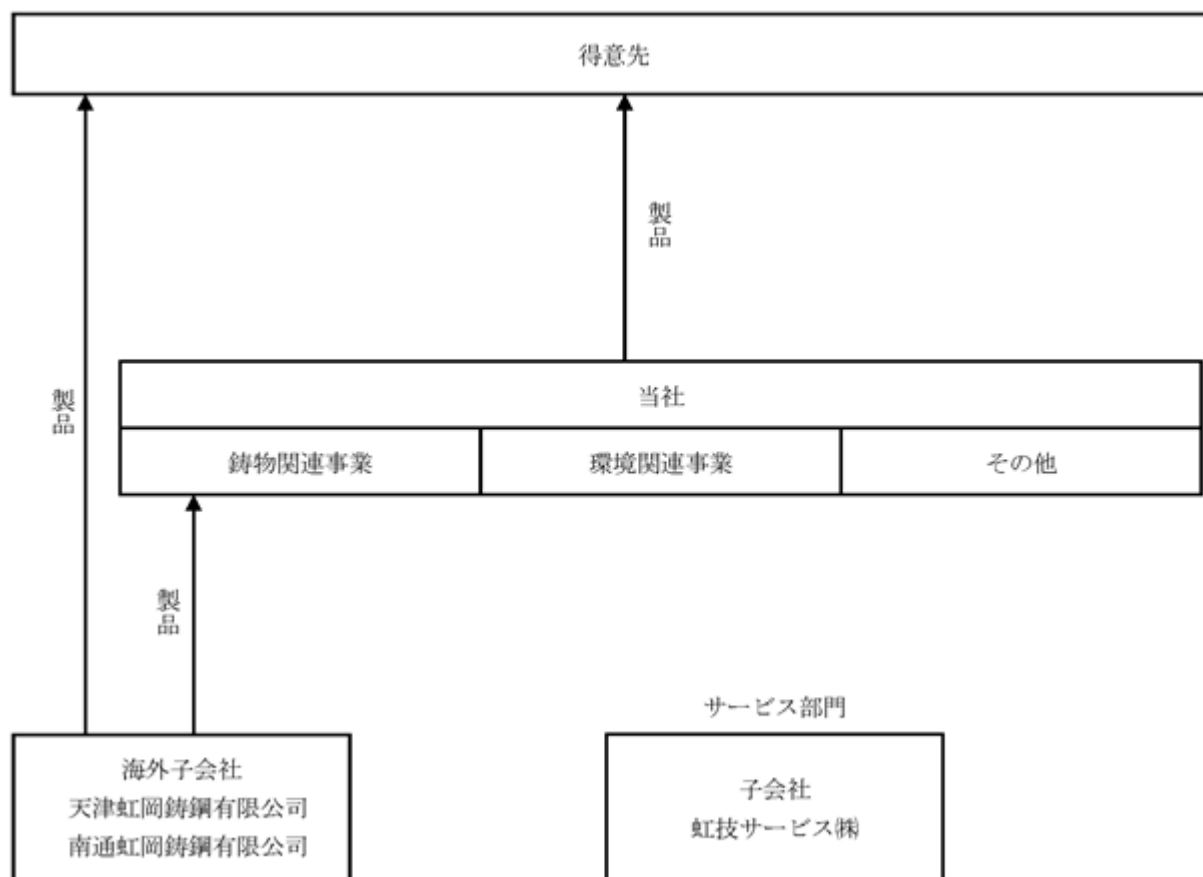 得意先
製品
当社
製品
鋳物関連事業
環境関連事業
その他
製品
サービス部門
海外子会社
天津虹岡鋳鋼有限公司
南通虹岡鋳鋼有限公司
子会社
虹技サービス㈱